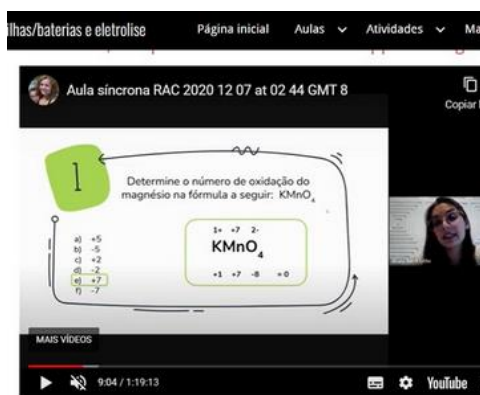 ilhas/baterias e eletrolise
Página inicial
Aulas
Atividades
Ma
Aula síncrona RAC 2020 12 07 at 02 44 GMT 8
Copiar l
1
Determine o número de oxidação do
magnésio na fórmula a seguir: KMnO4
a) +5
b) -5
c) +2
d) -2
e) +7
f) -7
1+ +7 2-
KMnO4
+1 +7 -8 = 0
MAIS VÍDEOS
9:04 / 1:19:13
YouTube